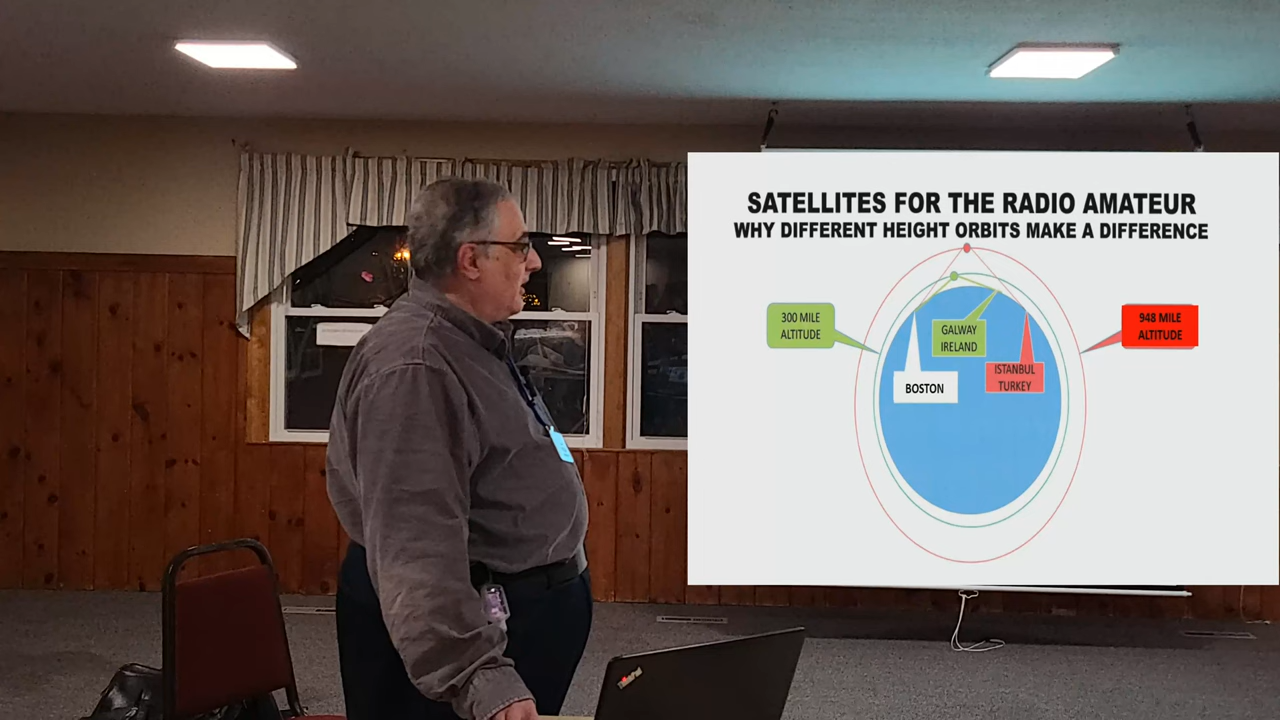 SATELLITES FOR THE RADIO AMATEUR
WHY DIFFERENT HEIGHT ORBITS MAKE A DIFFERENCE
300 MILE
ALTITUDE
GALWAY
IRELAND
948 MILE
ALTITUDE
ISTANBUL
TURKEY
BOSTON
ThinkPad